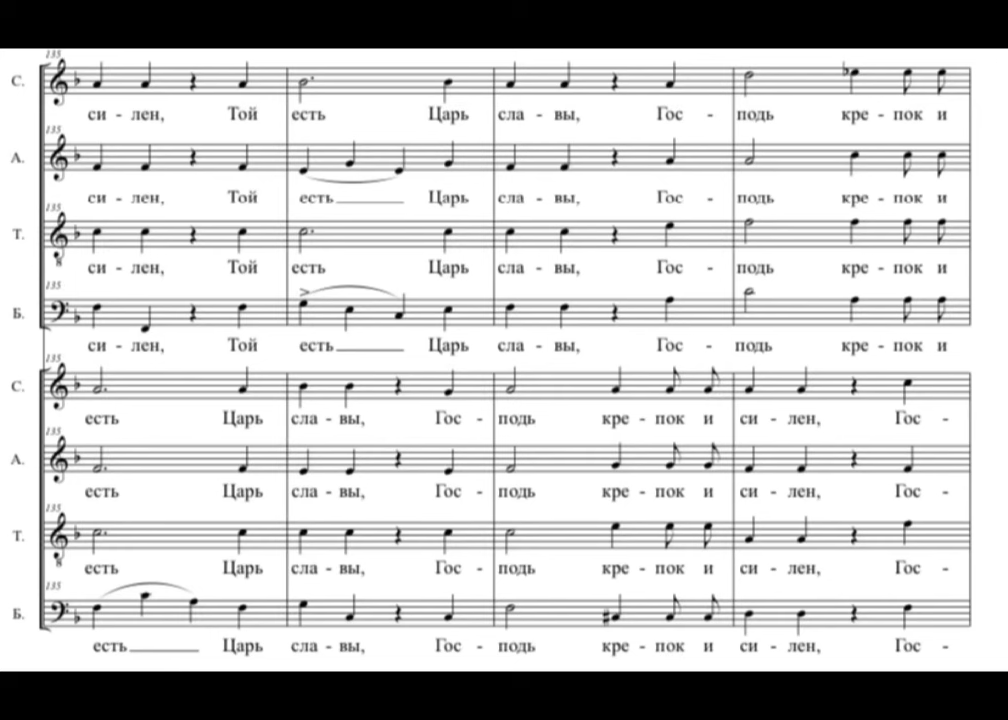 135
С.
си - лен, Той есть Царь сла - вы, Гос - подь кре - пок и
135
А.
си - лен, Той есть Царь сла - вы, Гос - подь кре - пок и
135
Т.
8
си - лен, Той есть Царь сла - вы, Гос - подь кре - пок и
135
Б.
си - лен, Той есть Царь сла - вы, Гос - подь кре - пок и
135
С.
есть Царь сла - вы, Гос - подь кре - пок и си - лен, Гос -
135
А.
есть Царь сла - вы, Гос - подь кре - пок и си - лен, Гос -
135
Т.
8
есть Царь сла - вы, Гос - подь кре - пок и си - лен, Гос -
135
Б.
есть Царь сла - вы, Гос - подь кре - пок и си - лен, Гос -